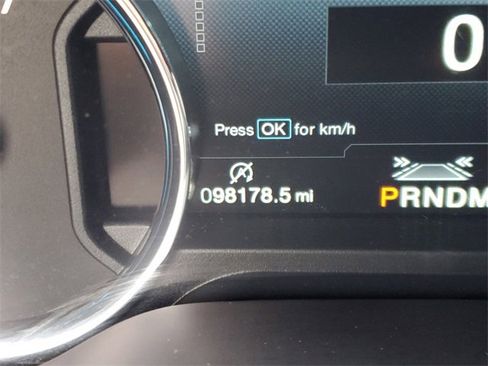 0
Press OK for km/h
A
098178.5 mi
PRNDM